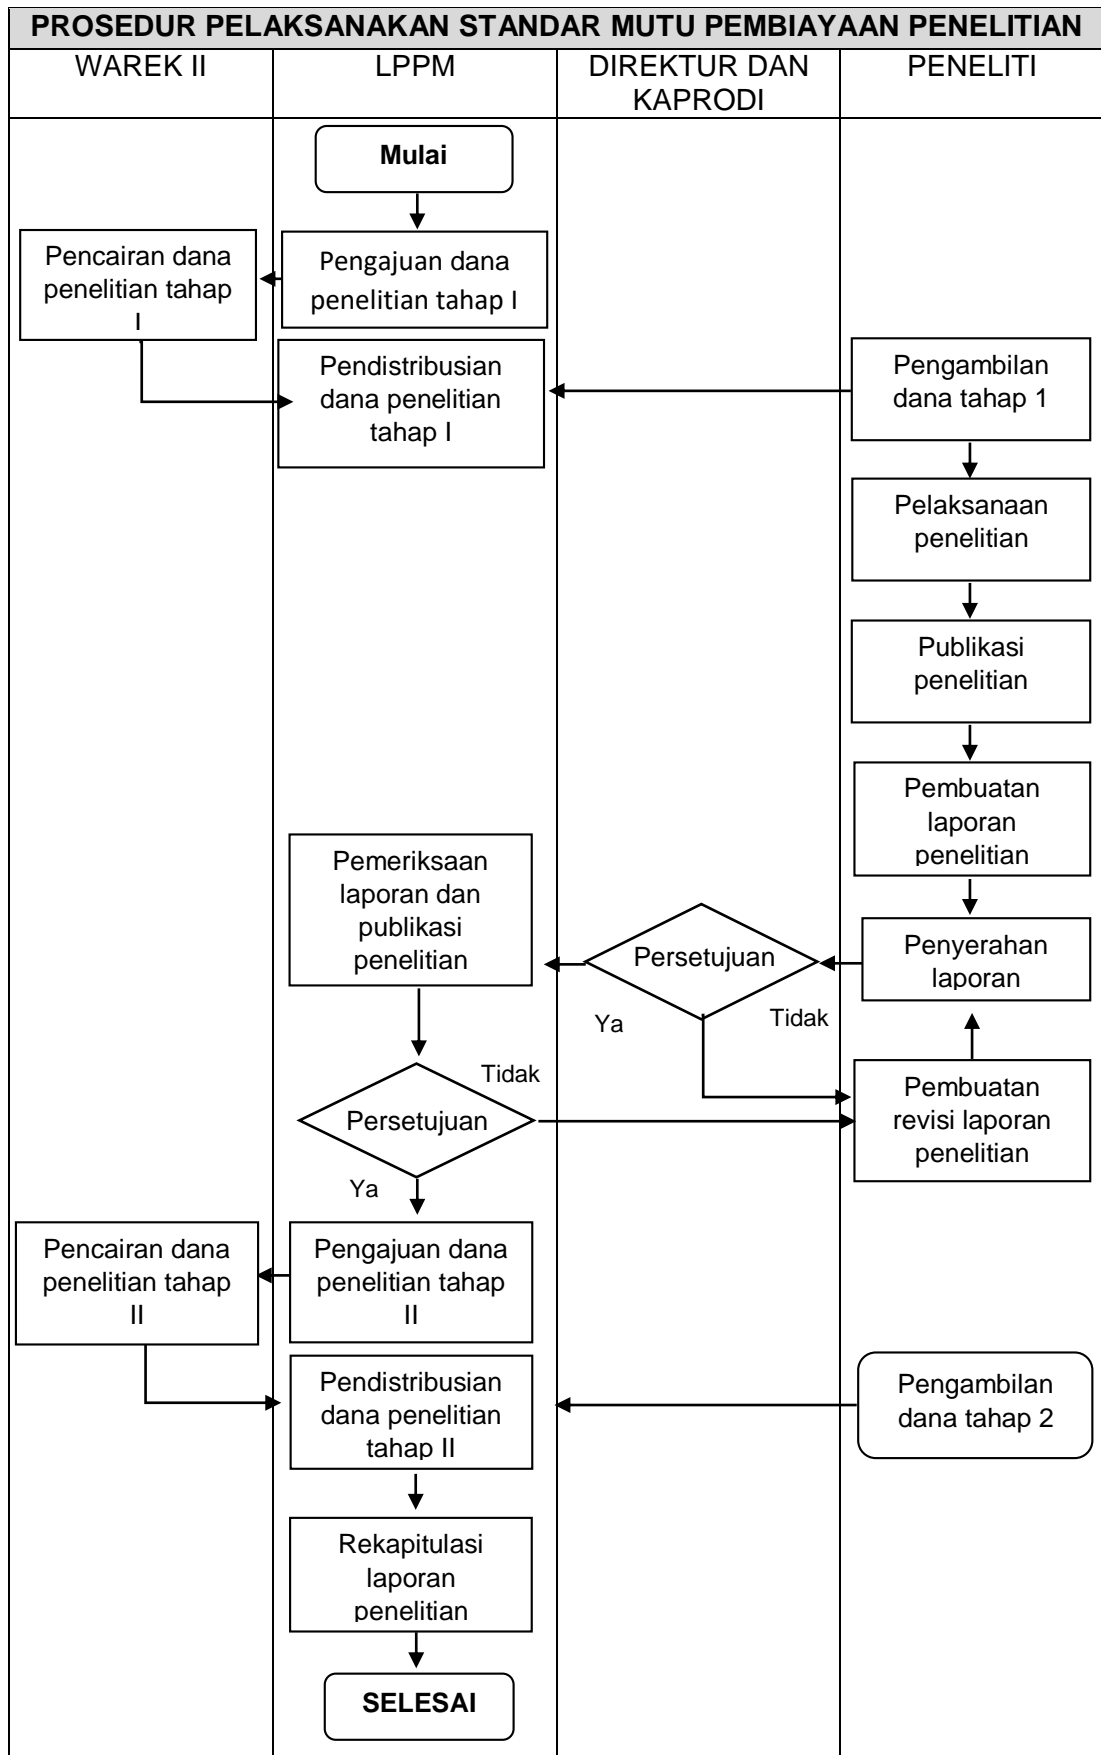 PROSEDUR PELAKSANAKAN STANDAR MUTU PEMBIAYAAN PENELITIAN
WAREK II
LPPM
DIREKTUR DAN
KAPRODI
PENELITI
Mulai
Pencairan dana
penelitian tahap
I
Pengajuan dana
penelitian tahap I
Pendistribusian
dana penelitian
tahap I
Pengambilan
dana tahap 1
Pelaksanaan
penelitian
Publikasi
penelitian
Pembuatan
laporan
penelitian
Pemeriksaan
laporan dan
publikasi
penelitian
Persetujuan
Penyerahan
laporan
Ya
Tidak
Tidak
Persetujuan
Pembuatan
revisi laporan
penelitian
Ya
Pencairan dana
penelitian tahap
II
Pengajuan dana
penelitian tahap
II
Pendistribusian
dana penelitian
tahap II
Pengambilan
dana tahap 2
Rekapitulasi
laporan
penelitian
SELESAI